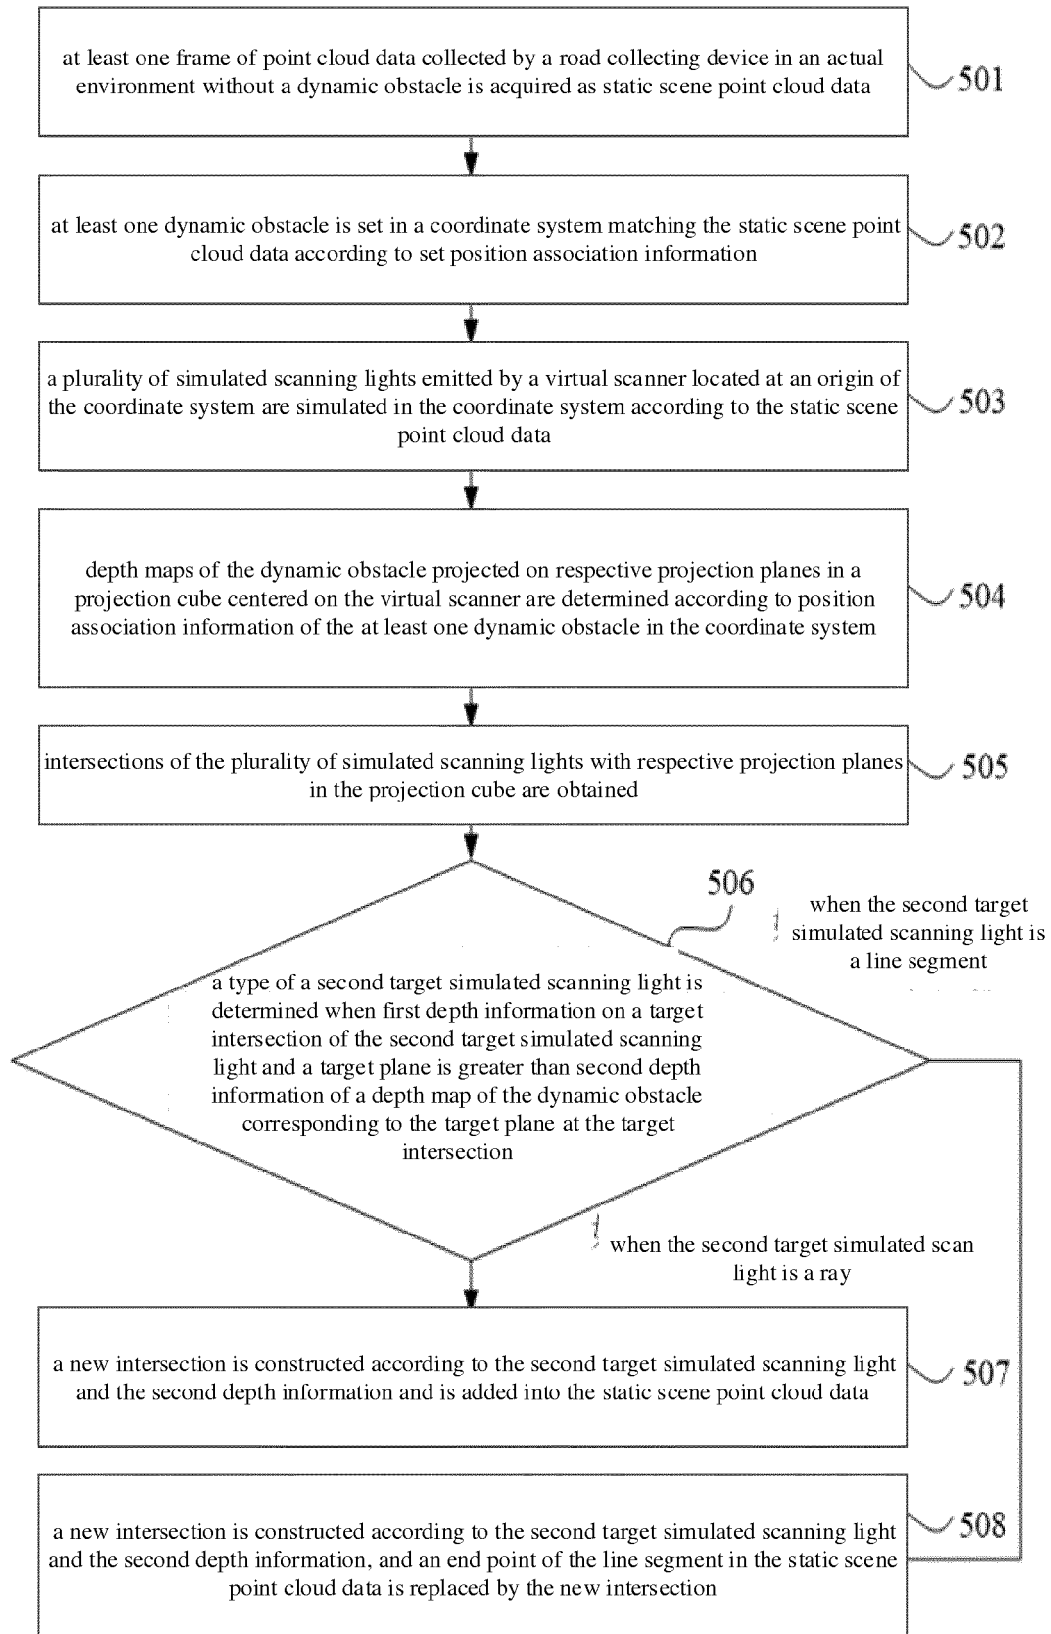 at least one frame of point cloud data collected by a road collecting device in an actual
environment without a dynamic obstacle is acquired as static scene point cloud data
501
at least one dynamic obstacle is set in a coordinate system matching the static scene point
cloud data according to set position association information
502
a plurality of simulated scanning lights emitted by a virtual scanner located at an origin of
the coordinate system are simulated in the coordinate system according to the static scene
point cloud data
503
depth maps of the dynamic obstacle projected on respective projection planes in a
projection cube centered on the virtual scanner are determined according to position
association information of the at least one dynamic obstacle in the coordinate system
504
intersections of the plurality of simulated scanning lights with respective projection planes
in the projection cube are obtained
505
506
when the second target
simulated scanning light is
a line segment
a type of a second target simulated scanning light is
determined when first depth information on a target
intersection of the second target simulated scanning
light and a target plane is greater than second depth
information of a depth map of the dynamic obstacle
corresponding to the target plane at the target
intersection
when the second target simulated scan
light is a ray
a new intersection is constructed according to the second target simulated scanning light
and the second depth information and is added into the static scene point cloud data
507
a new intersection is constructed according to the second target simulated scanning light
and the second depth information, and an end point of the line segment in the static scene
point cloud data is replaced by the new intersection
508